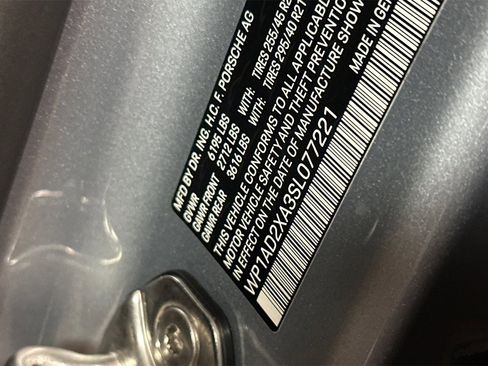 MFD BY DR. ING. H.C. F. PORSCHE AG
GVWR 6195 LBS
GAWR FRONT 2712 LBS WITH: TIRES 255/45
GAWR REAR 3616 LBS WITH: TIRES 295/40 R21
THIS VEHICLE CONFORMS TO ALL APPLICABLE
MOTOR VEHICLE SAFETY AND THEFT PREVENTION
IN EFFECT ON THE DATE OF MANUFACTURE SHOWN
WP1AD2XA3SL077221 MADE IN